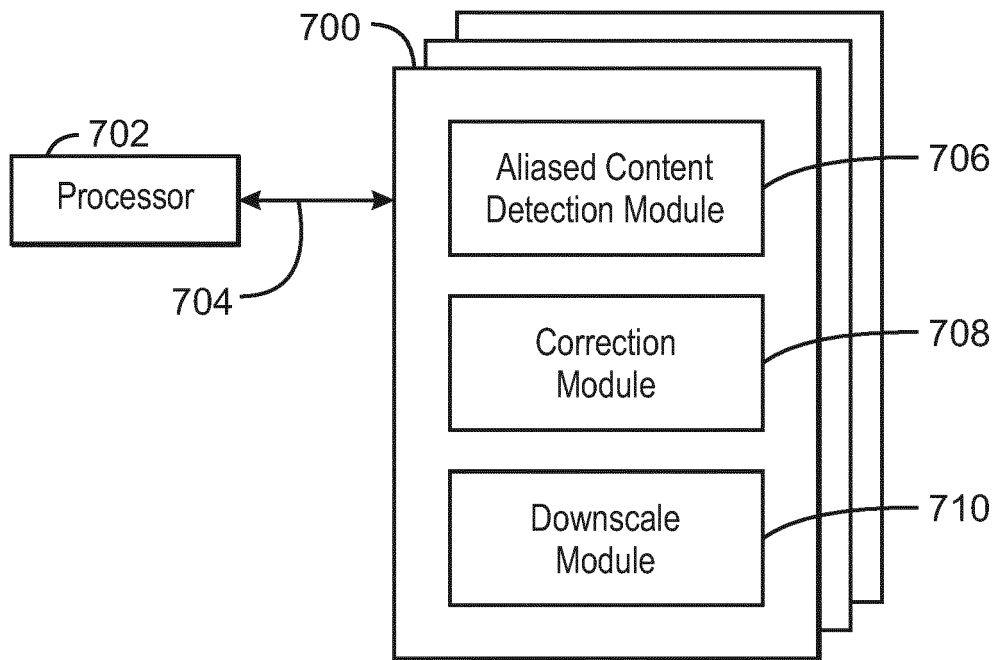 700
702
Processor
704
Aliased Content
Detection Module
706
Correction
Module
708
Downscale
Module
710